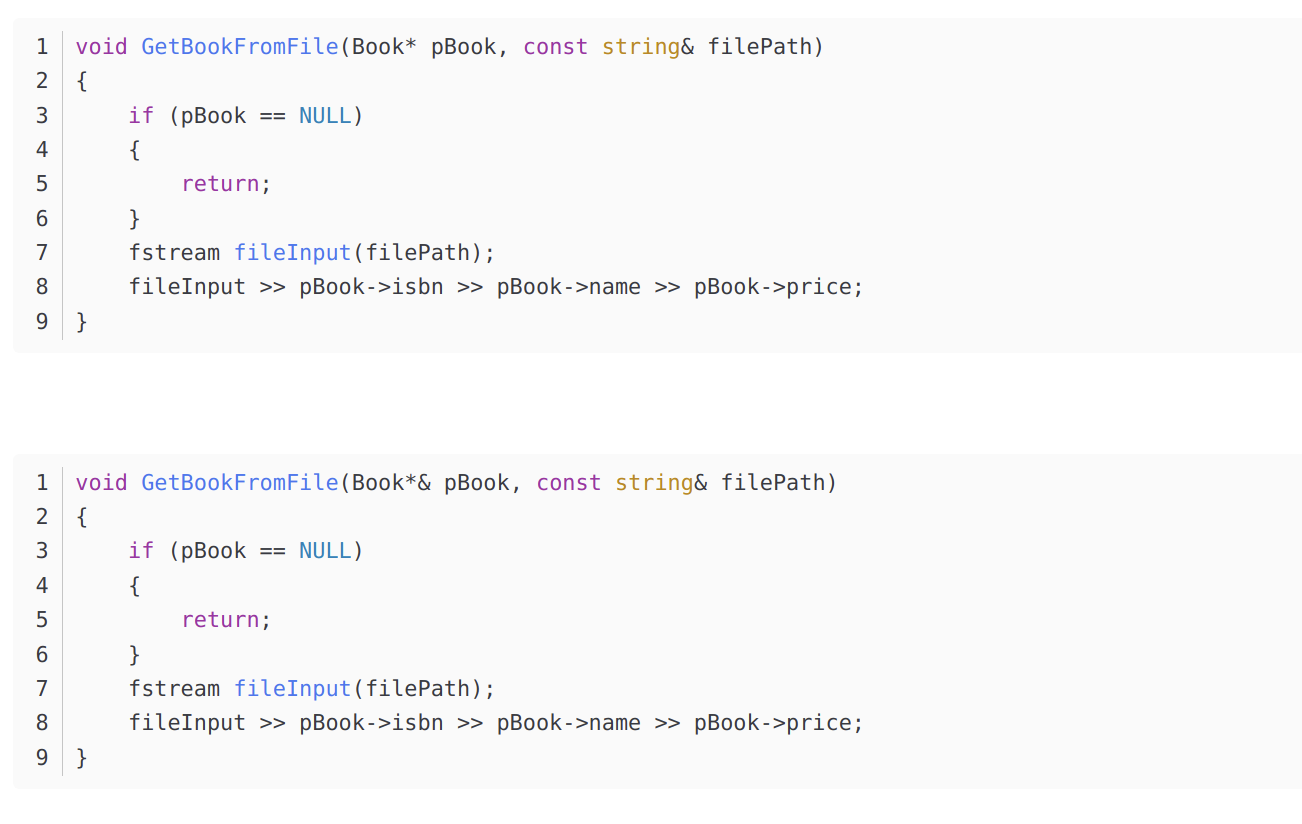 1 void GetBookFromFile(Book* pBook, const string& filePath)
2 {
3     if (pBook == NULL)
4     {
5         return;
6     }
7     fstream fileInput(filePath);
8     fileInput >> pBook->isbn >> pBook->name >> pBook->price;
9 }
1 void GetBookFromFile(Book*& pBook, const string& filePath)
2 {
3     if (pBook == NULL)
4     {
5         return;
6     }
7     fstream fileInput(filePath);
8     fileInput >> pBook->isbn >> pBook->name >> pBook->price;
9 }